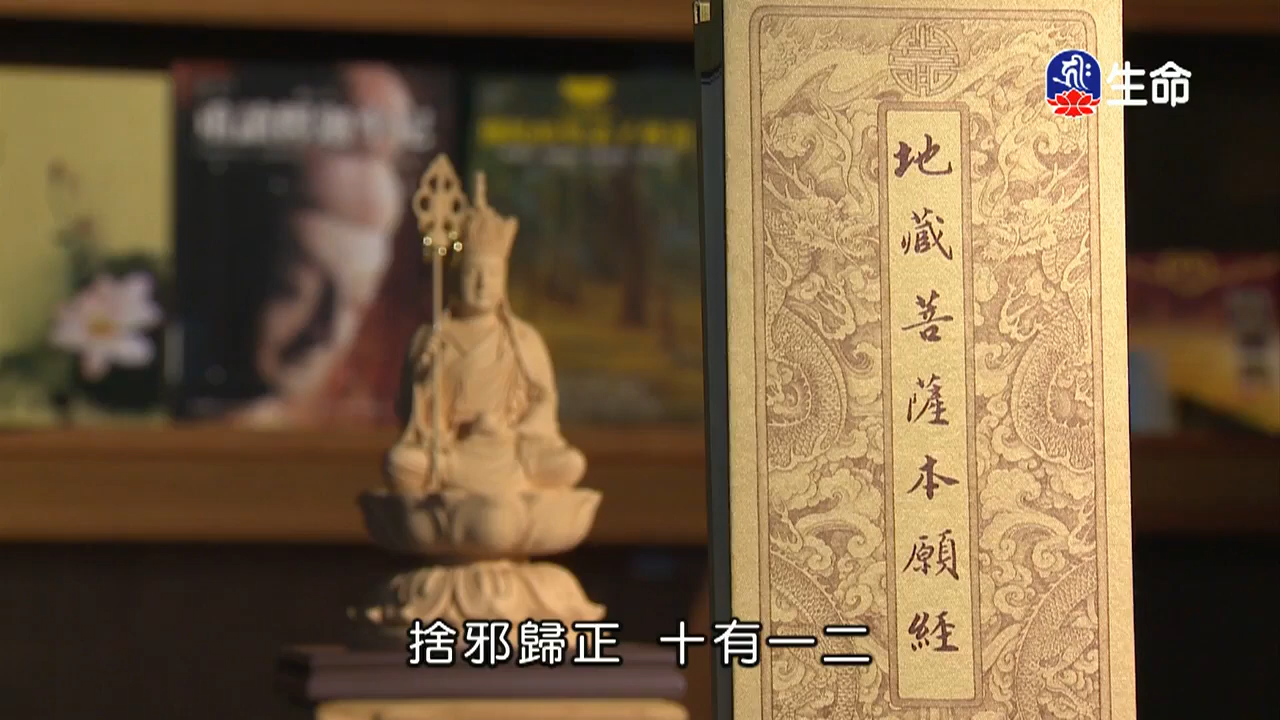 生命
地藏菩薩本願經
捨邪歸正 十有一二